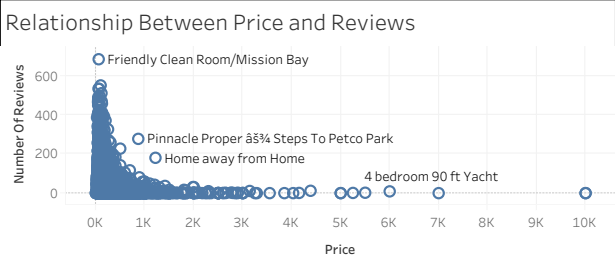 Relationship Between Price and Reviews
Friendly Clean Room/Mission Bay
Number Of Reviews
600
400
Pinnacle Proper âš¾ Steps To Petco Park
200
Home away from Home
4 bedroom 90 ft Yacht
0
0K 1K 2K 3K 4K 5K 6K 7K 8K 9K 10K
Price